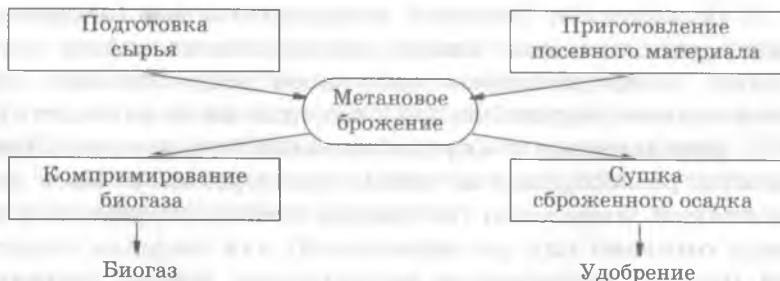 Подготовка
сырья
Приготовление
посевного материала
Метановое
брожение
Компримирование
биогаза
Сушка
сброженного осадка
Биогаз
Удобрение